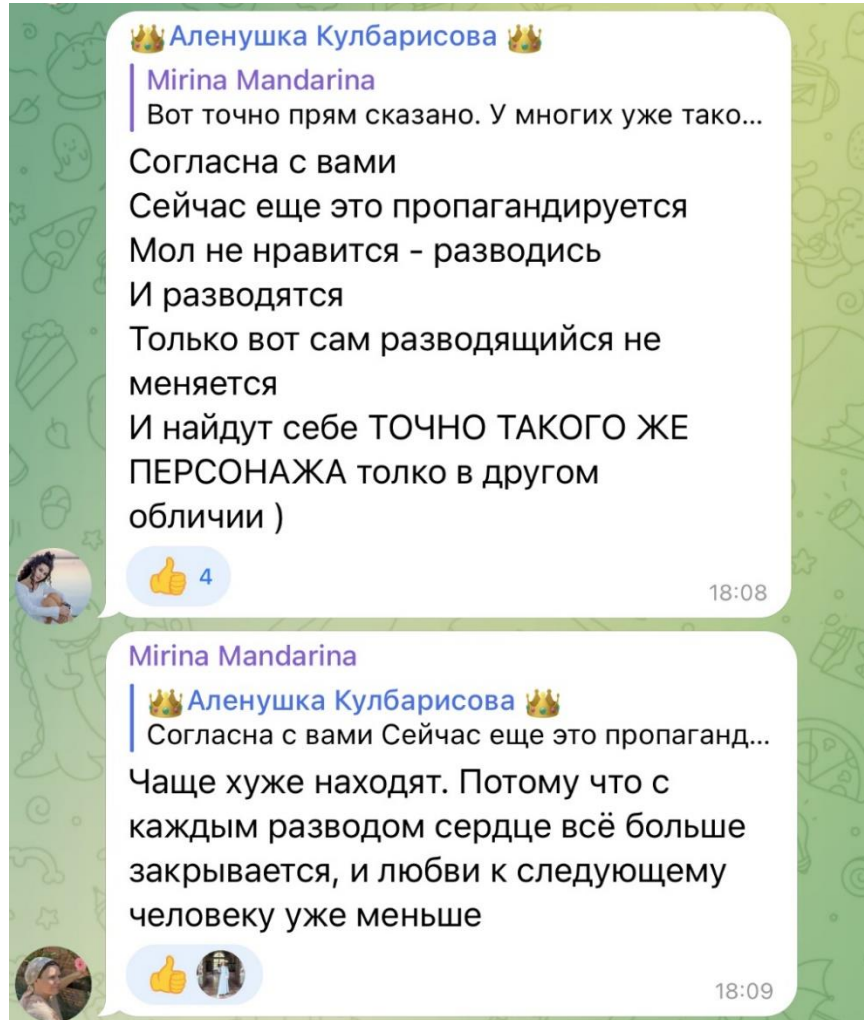 👑Аленушка Кулбарисова 👑
Mirina Mandarina
Вот точно прям сказано. У многих уже тако...
Согласна с вами
Сейчас еще это пропагандируется
Мол не нравится - разводись
И разводятся
Только вот сам разводящийся не
меняется
И найдут себе ТОЧНО ТАКОГО ЖЕ
ПЕРСОНАЖА толко в другом
обличии )
👍 4
18:08
Mirina Mandarina
👑Аленушка Кулбарисова 👑
Согласна с вами Сейчас еще это пропаганд...
Чаще хуже находят. Потому что с
каждым разводом сердце всё больше
закрывается, и любви к следующему
человеку уже меньше
👍
18:09